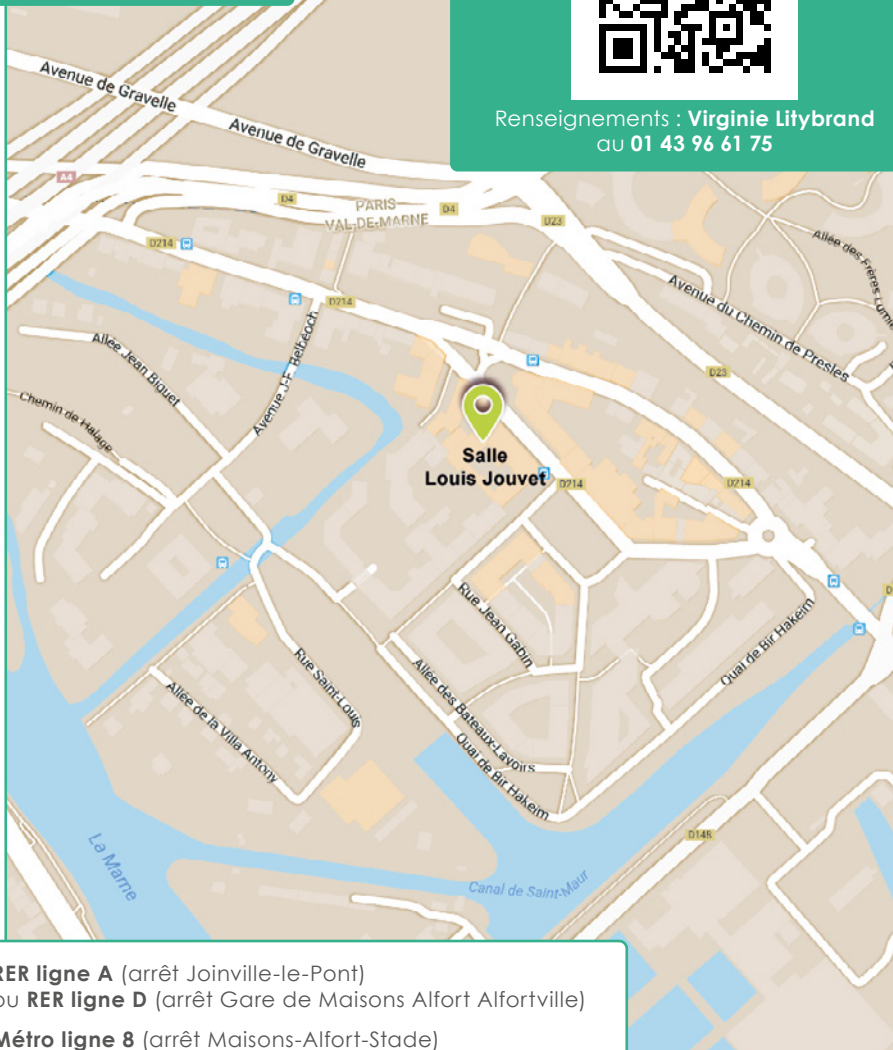 Renseignements : Virginie Litybrand
au 01 43 96 61 75
Avenue de Gravelle
Avenue de Gravelle
A4
D4
PARIS
VAL-DE-MARNE
D4
D23
D214
D214
Allée des Frères
Avenue du Chemin de Presles
D23
Allée Jean Biguet
Avenue J-F. Belbéoch
Chemin de Halage
Salle
Louis Jouvet
D214
D214
Rue Jean Gabin
Quai de Bir Hakeim
Rue Saint-Louis
Allée des Bateaux-Lavoirs
Allée de la Villa Antony
Quai de Bir Hakeim
D148
La Marne
Canal de Saint-Maur
RER ligne A (arrêt Joinville-le-Pont)
ou RER ligne D (arrêt Gare de Maisons Alfort Alfortville)
Métro ligne 8 (arrêt Maisons-Alfort-Stade)